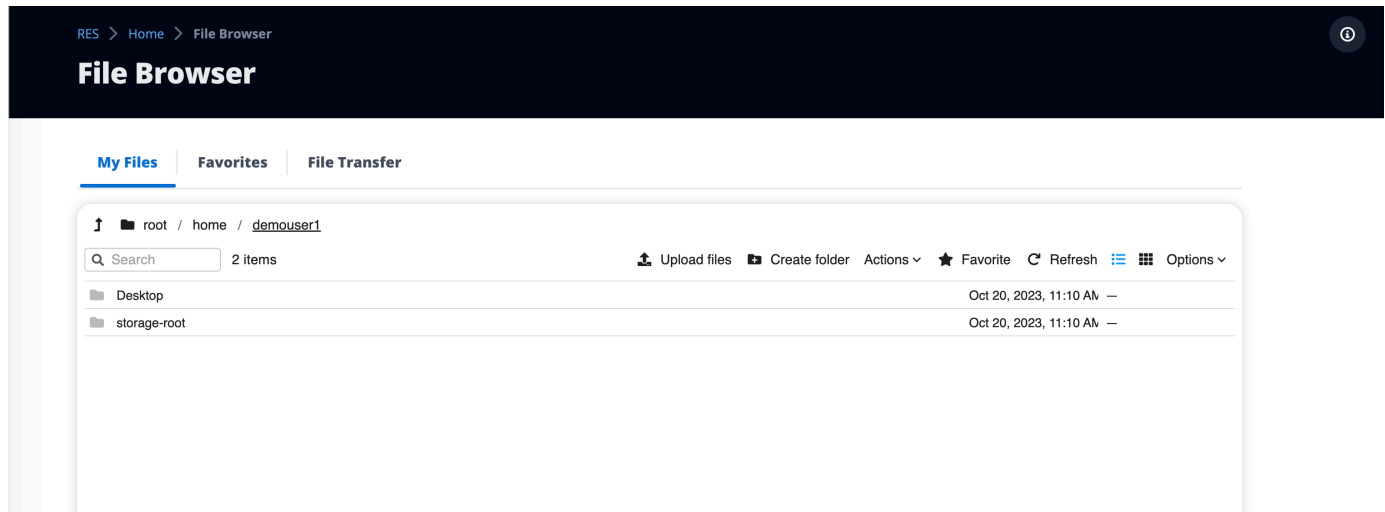 RES > Home > File Browser
File Browser
My Files Favorites File Transfer
root / home / demouser1
Search 2 items Upload files Create folder Actions Favorite Refresh Options
Desktop Oct 20, 2023, 11:10 AM —
storage-root Oct 20, 2023, 11:10 AM —